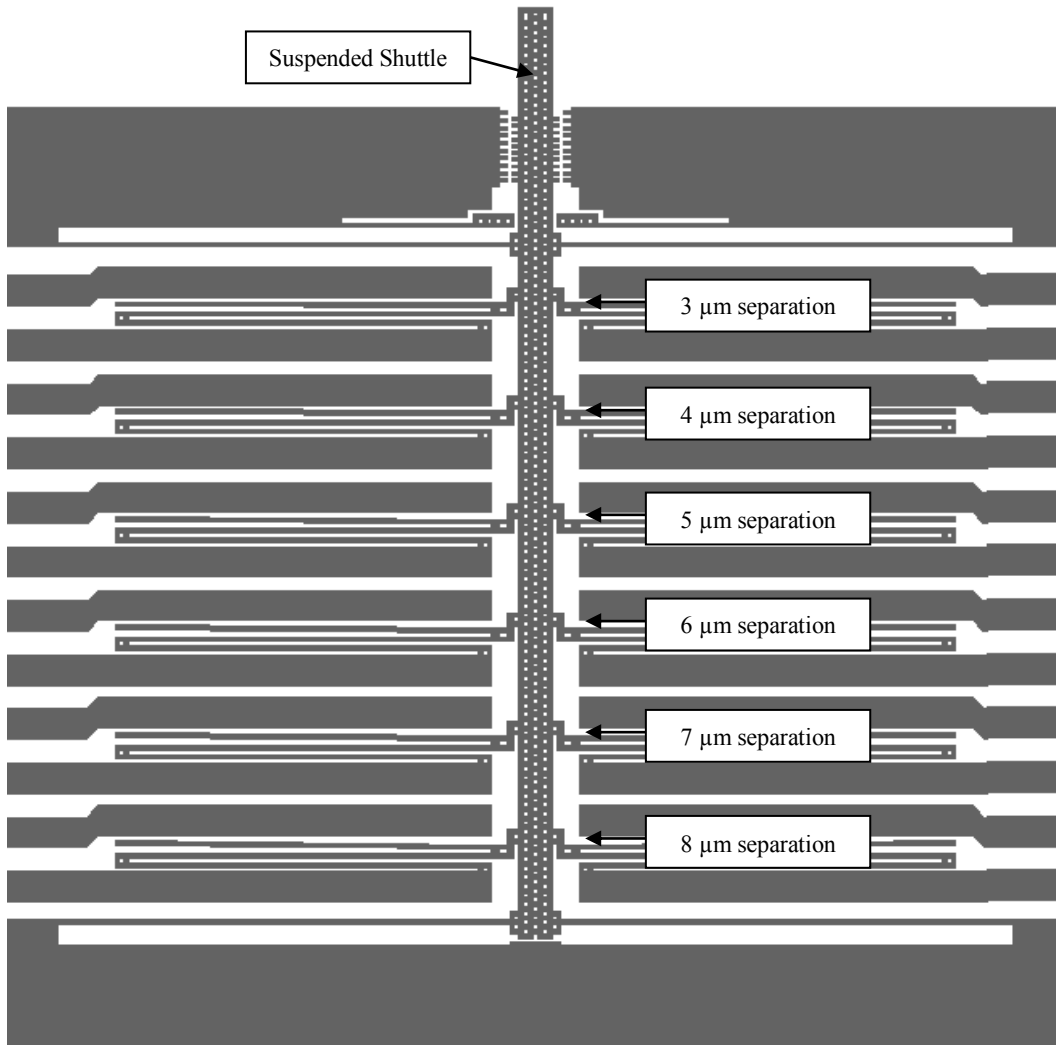 Suspended Shuttle
3 µm separation
4 µm separation
5 µm separation
6 µm separation
7 µm separation
8 µm separation